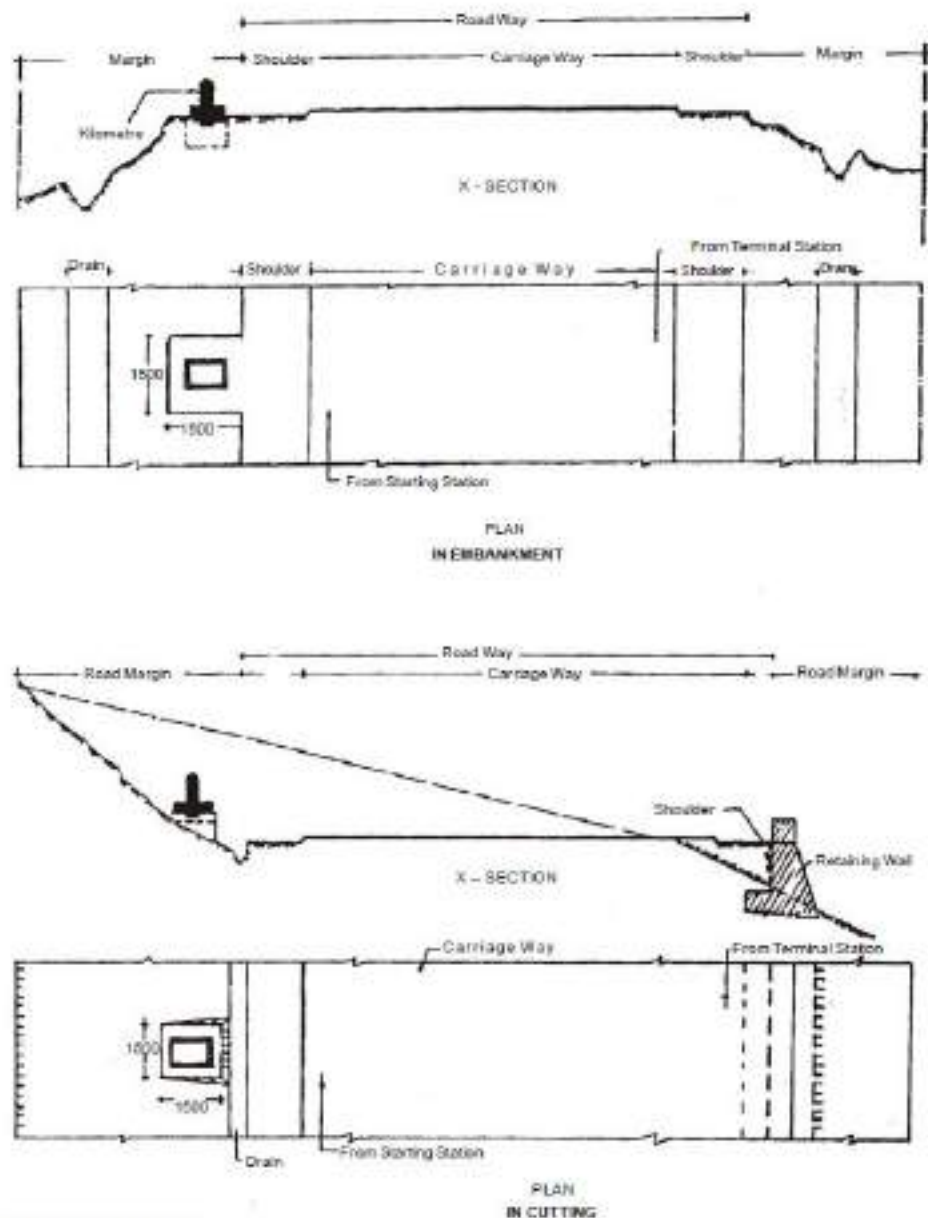 Road Way
Margin Shoulder Carriage Way Shoulder Margin
Kilometre
X - SECTION
From Terminal Station
Drain Shoulder Carriage Way Shoulder Drain
1500
1500
From Starting Station
PLAN
IN EMBANKMENT
Road Way
Road Margin Carriage Way Road Margin
Shoulder
Retaining Wall
X - SECTION
Carriage Way From Terminal Station
1500
1500
From Starting Station
Drain
PLAN
IN CUTTING